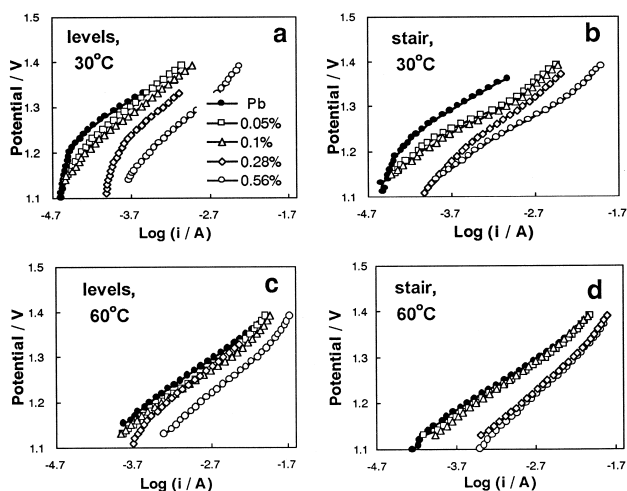 levels,
30°C
a
Potential / V
1.5
1.4
1.3
1.2
1.1
Pb
0.05%
0.1%
0.28%
0.56%
-4.7 -3.7 -2.7 -1.7
Log (i / A)
stair,
30°C
b
Potential / V
1.5
1.4
1.3
1.2
1.1
-4.7 -3.7 -2.7 -1.7
Log (i / A)
levels,
60°C
c
Potential / V
1.5
1.4
1.3
1.2
1.1
-4.7 -3.7 -2.7 -1.7
Log (i / A)
stair,
60°C
d
Potential / V
1.5
1.4
1.3
1.2
1.1
-4.7 -3.7 -2.7 -1.7
Log (i / A)